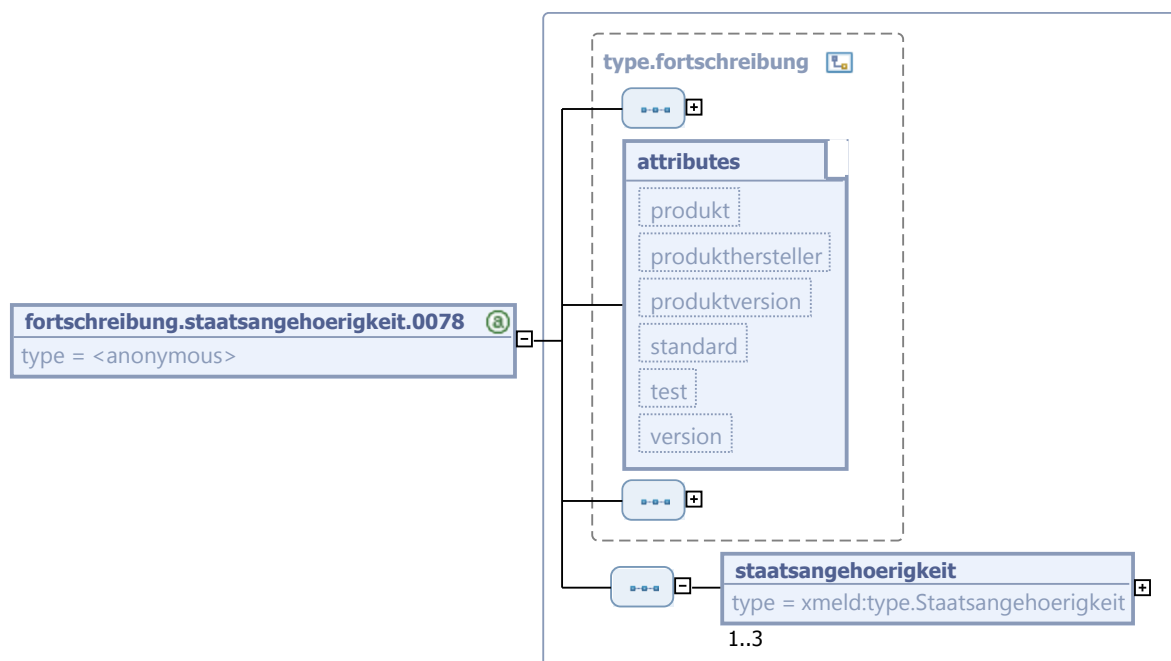 type.fortschreibung
attributes
produkt
produkthersteller
produktversion
standard
test
version
fortschreibung.staatsangehoerigkeit.0078 a
type = <anonymous>
staatsangehoerigkeit
type = xmeld:type.Staatsangehoerigkeit
1..3